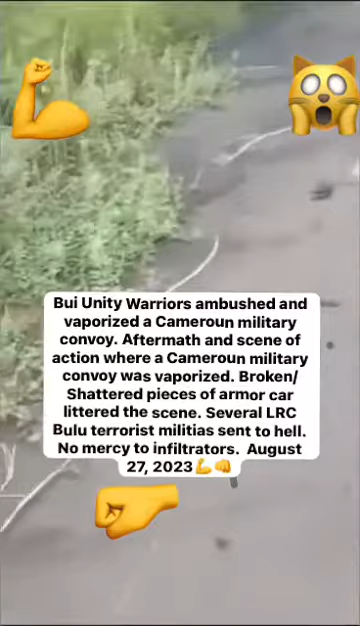 Bui Unity Warriors ambushed and
vaporized a Cameroun military
convoy. Aftermath and scene of
action where a Cameroun military
convoy was vaporized. Broken/
Shattered pieces of armor car
littered the scene. Several LRC
Bulu terrorist militias sent to hell.
No mercy to infiltrators.  August
27, 2023💪👊